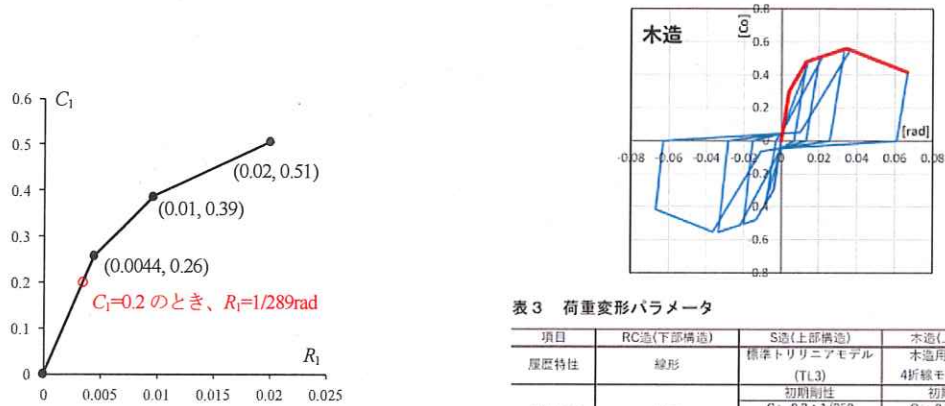 C1
0.6
0.5
0.4
0.3
0.2
0.1
0
(0.02, 0.51)
(0.01, 0.39)
(0.0044, 0.26)
C1=0.2 のとき、R1=1/289rad
R1
0 0.005 0.01 0.015 0.02 0.025
木造
[Co]
0.8
0.6
0.4
0.2
0
[rad]
-0.08 -0.06 -0.04 -0.02 0 0.02 0.04 0.06 0.08
-0.2
-0.4
-0.6
-0.8
表3 荷重変形パラメータ
項目 RC造(下部構造) S造(上部構造) 木造(
履歴特性 線形 標準トリリニアモデル 木造用
(TL3) 4折線モ
初期剛性